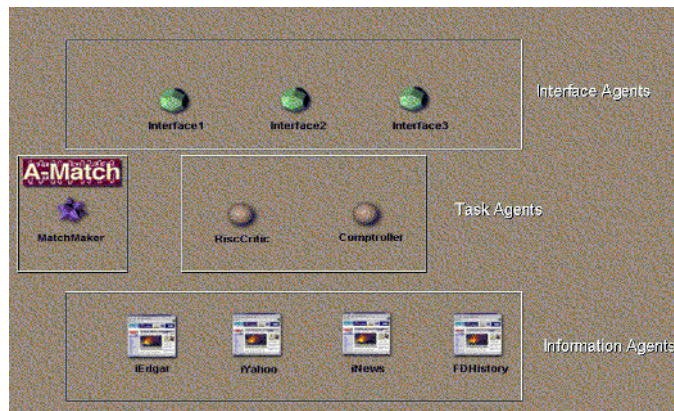 Interface Agents
Interface1 Interface2 Interface3
A-Match
MatchMaker
Task Agents
RiscCritic Comptroller
Information Agents
iEdgar iYahoo iNews FDHistory